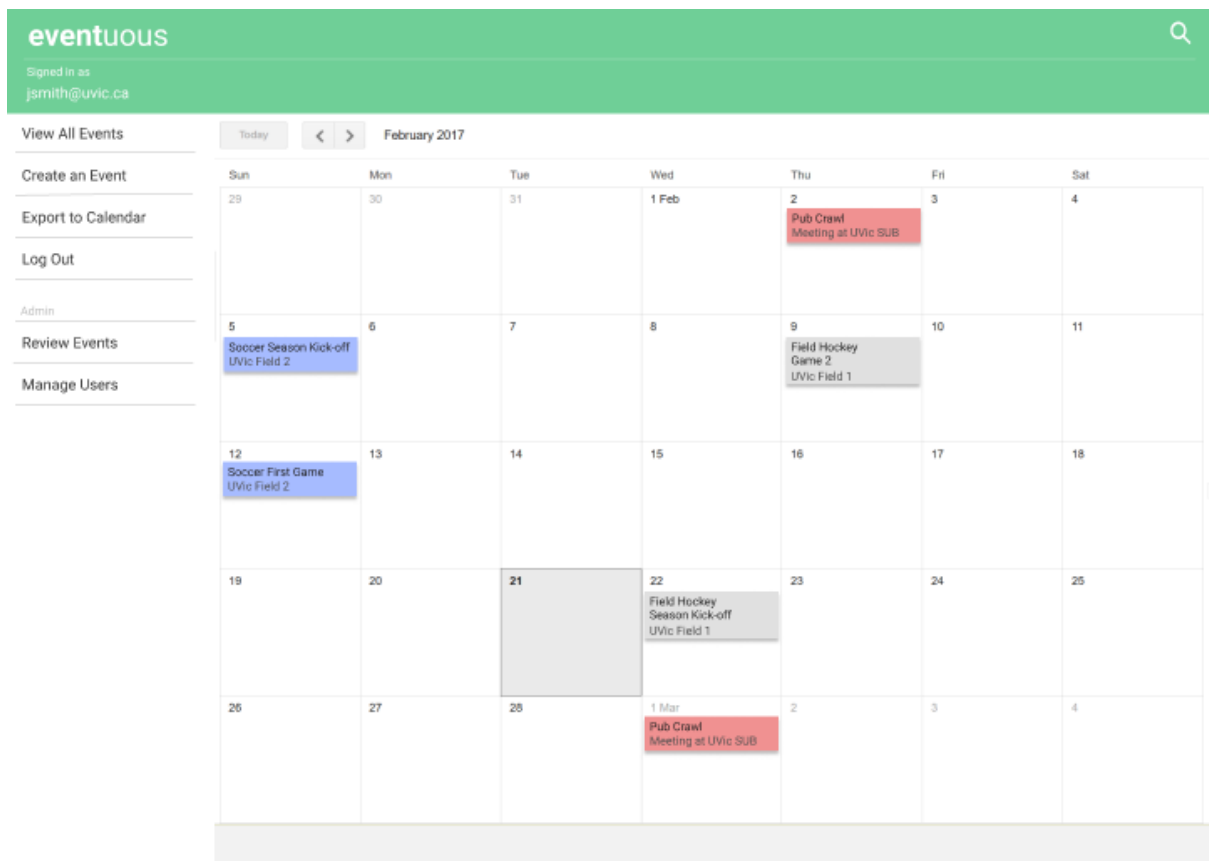 eventuous
Signed in as
jsmith@uvic.ca
View All Events
Create an Event
Export to Calendar
Log Out
Admin
Review Events
Manage Users
Today < > February 2017
Sun Mon Tue Wed Thu Fri Sat
29 30 31 1 Feb 2 3 4
Pub Crawl
Meeting at UVic SUB
5 6 7 8 9 10 11
Soccer Season Kick-off
UVic Field 2
Field Hockey
Game 2
UVic Field 1
12 13 14 15 16 17 18
Soccer First Game
UVic Field 2
19 20 21 22 23 24 25
Field Hockey
Season Kick-off
UVic Field 1
26 27 28 1 Mar 2 3 4
Pub Crawl
Meeting at UVic SUB